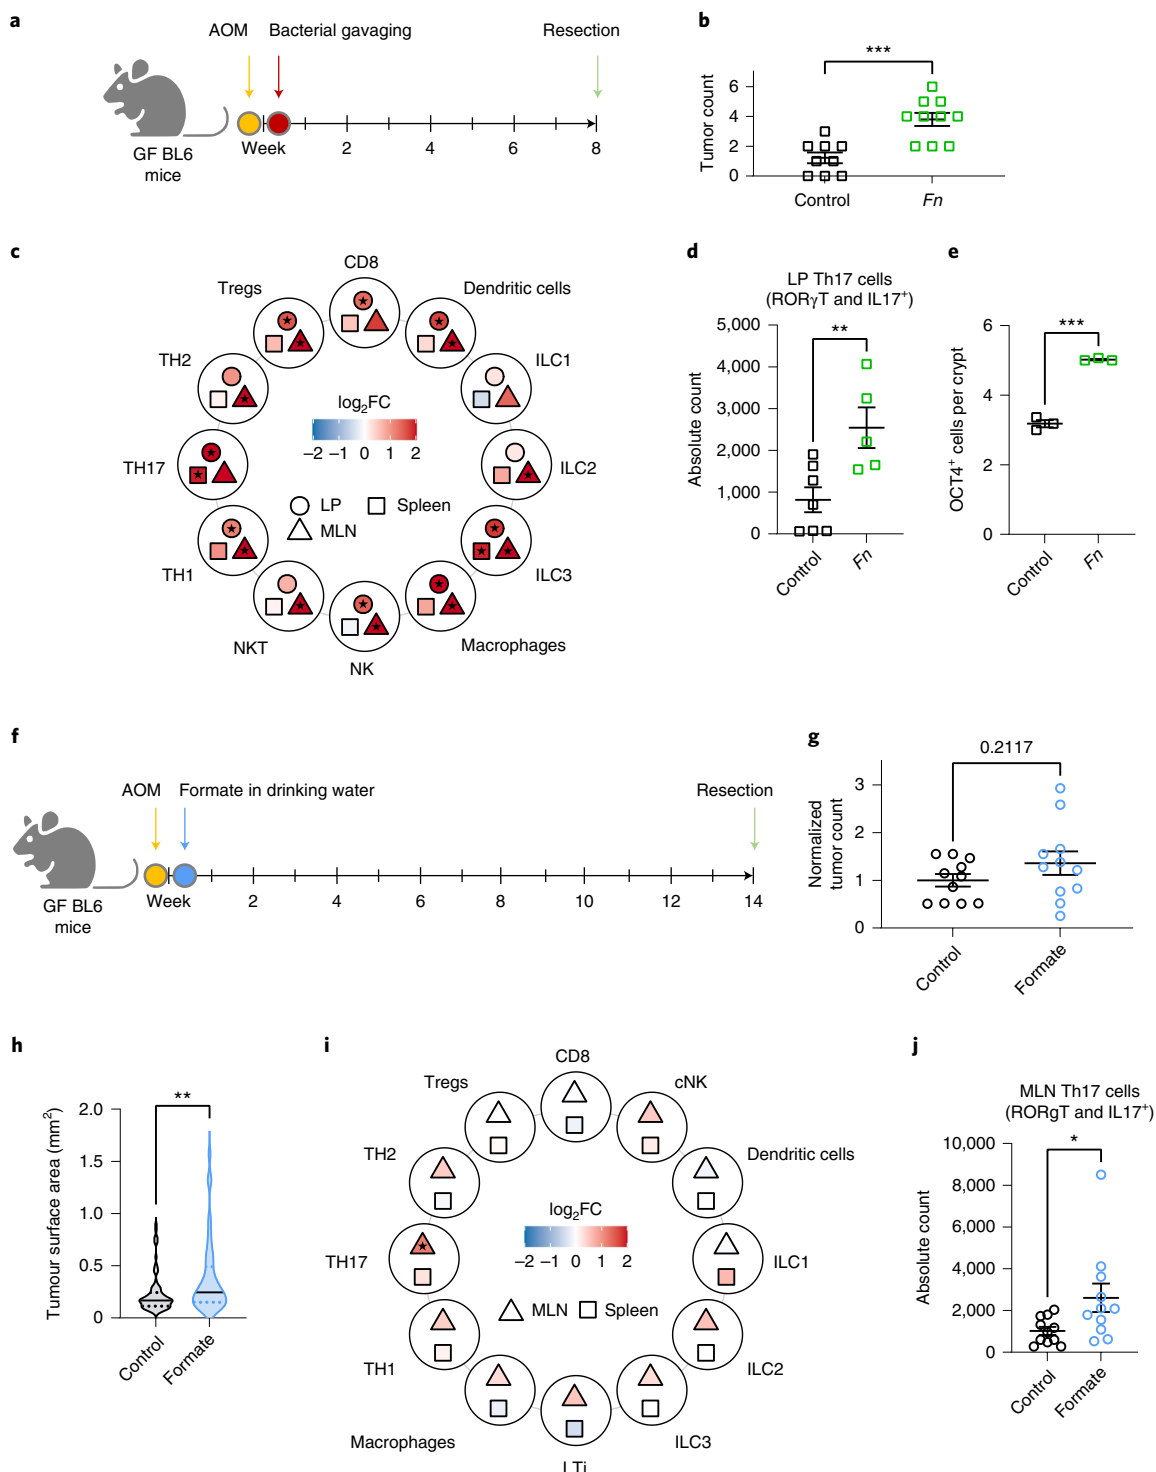 a
AOM
Bacterial gavaging
Resection
GF BL6
mice
Week
2
4
6
8
b
***
Tumor count
6
4
2
0
Control
Fn
c
CD8
Tregs
Dendritic cells
TH2
ILC1
TH17
ILC2
TH1
ILC3
NKT
Macrophages
NK
log2FC
−2 −1 0 1 2
LP
Spleen
MLN
d
LP Th17 cells
(RORγT and IL17+)
**
Absolute count
5,000
4,000
3,000
2,000
1,000
0
Control
Fn
e
***
OCT4+ cells per crypt
6
4
2
0
Control
Fn
f
AOM
Formate in drinking water
Resection
GF BL6
mice
Week
2
4
6
8
10
12
14
g
0.2117
Normalized
tumor count
3
2
1
0
Control
Formate
h
**
Tumour surface area (mm2)
2.0
1.5
1.0
0.5
0
Control
Formate
i
CD8
Tregs
cNK
TH2
Dendritic cells
TH17
ILC1
TH1
ILC2
Macrophages
ILC3
LTi
log2FC
−2 −1 0 1 2
MLN
Spleen
j
MLN Th17 cells
(RORgT and IL17+)
*
Absolute count
10,000
8,000
6,000
4,000
2,000
0
Control
Formate